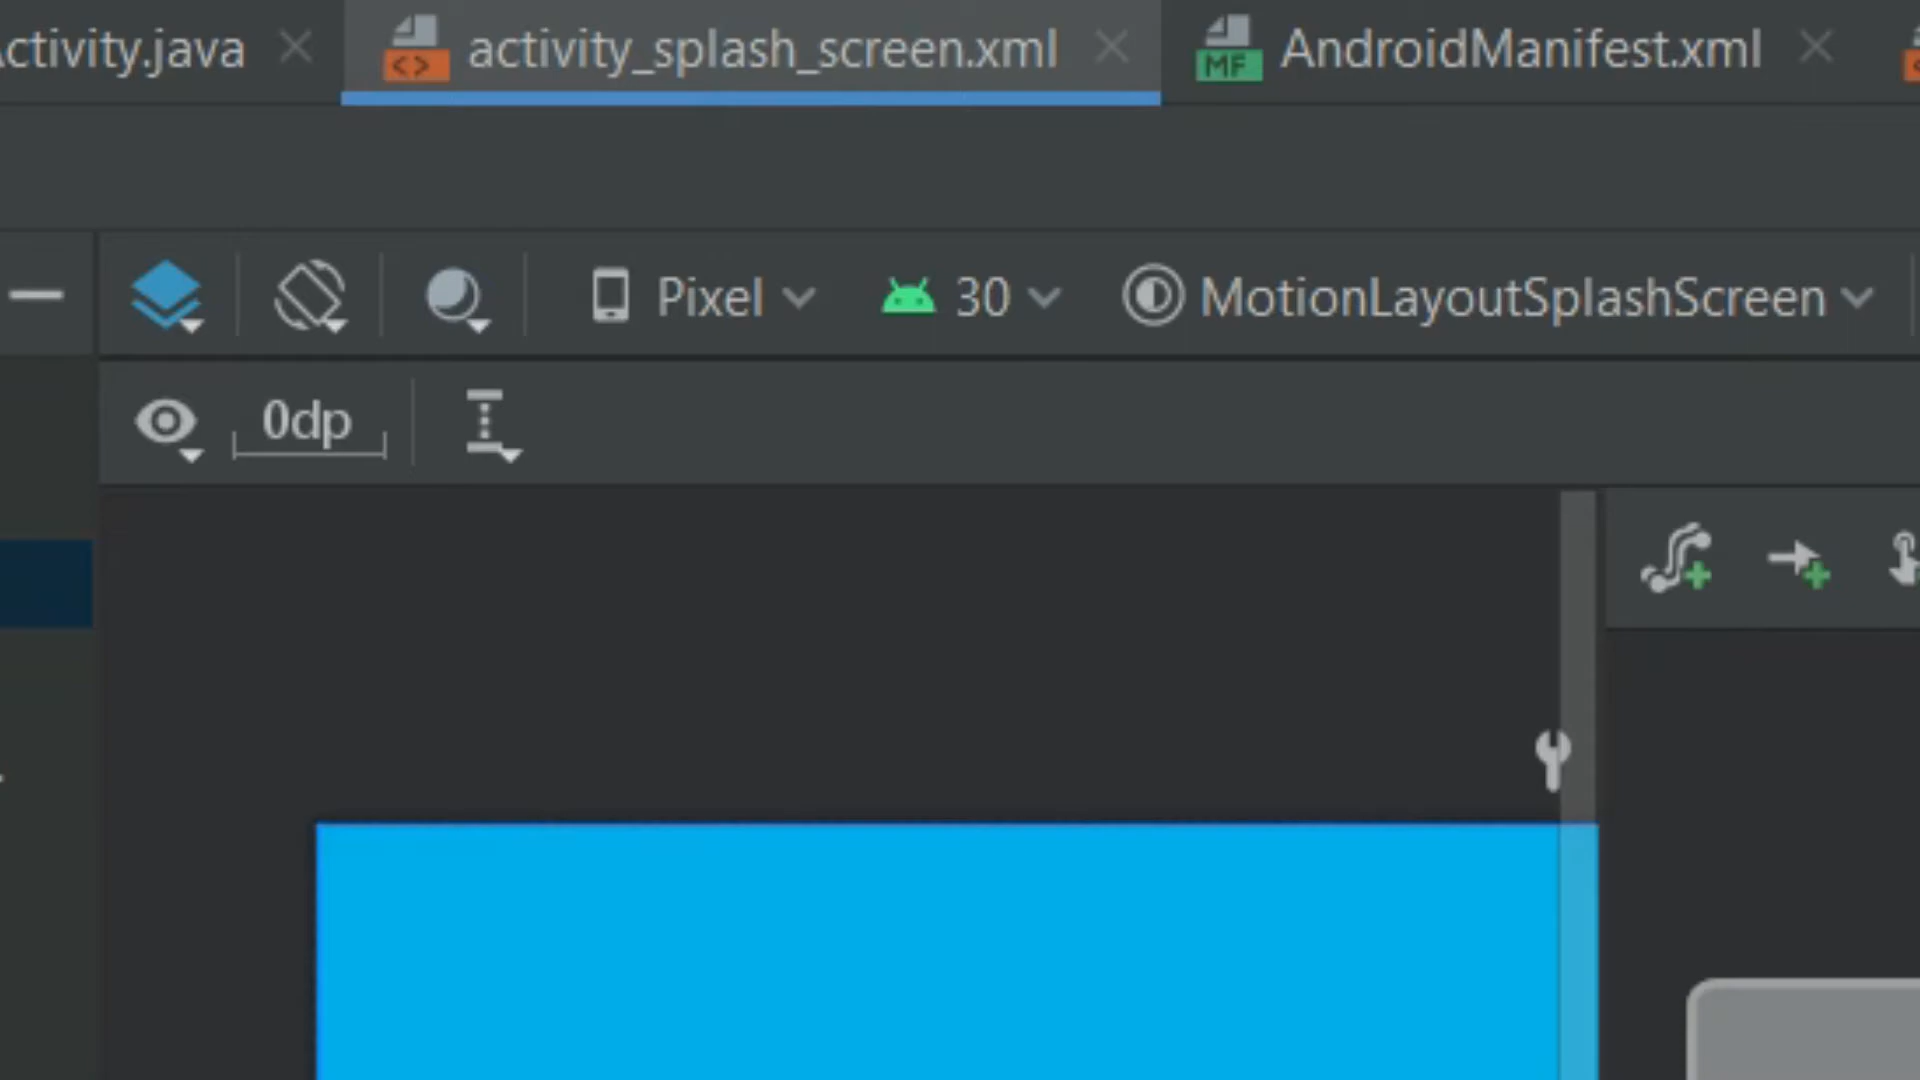 ctivity.java activity_splash_screen.xml AndroidManifest.xml
MF
Pixel 30 MotionLayoutSplashScreen
0dp